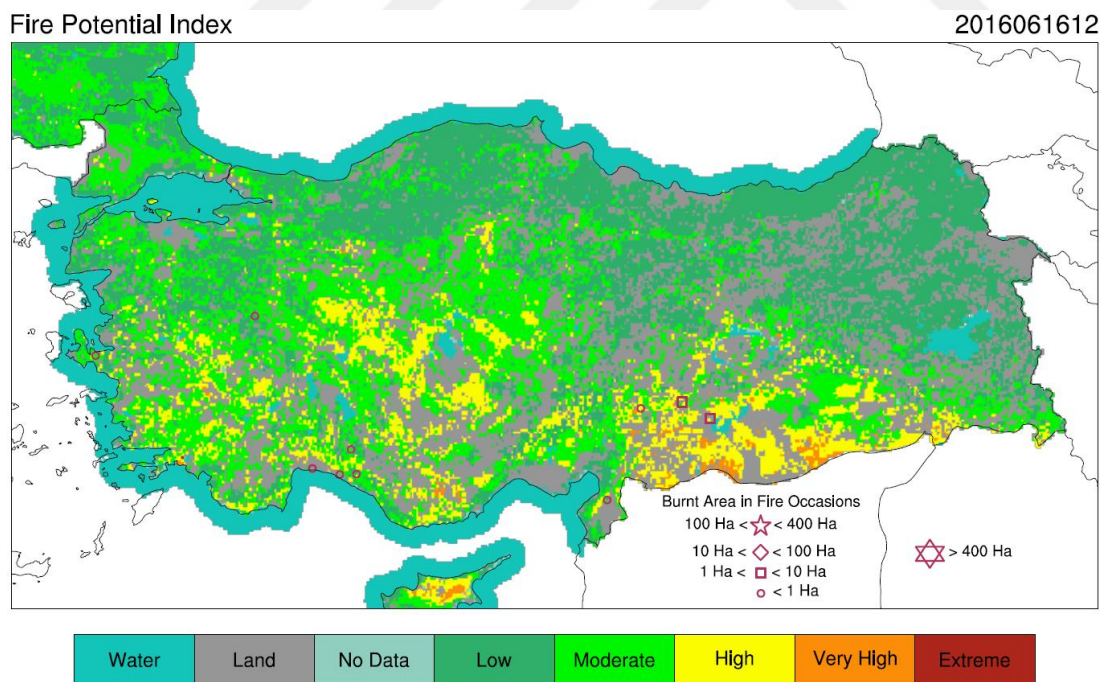 Fire Potential Index 2016061612
Burnt Area in Fire Occasions
100 Ha < < 400 Ha
10 Ha < < 100 Ha
1 Ha < < 10 Ha
< 1 Ha
> 400 Ha
Water Land No Data Low Moderate High Very High Extreme